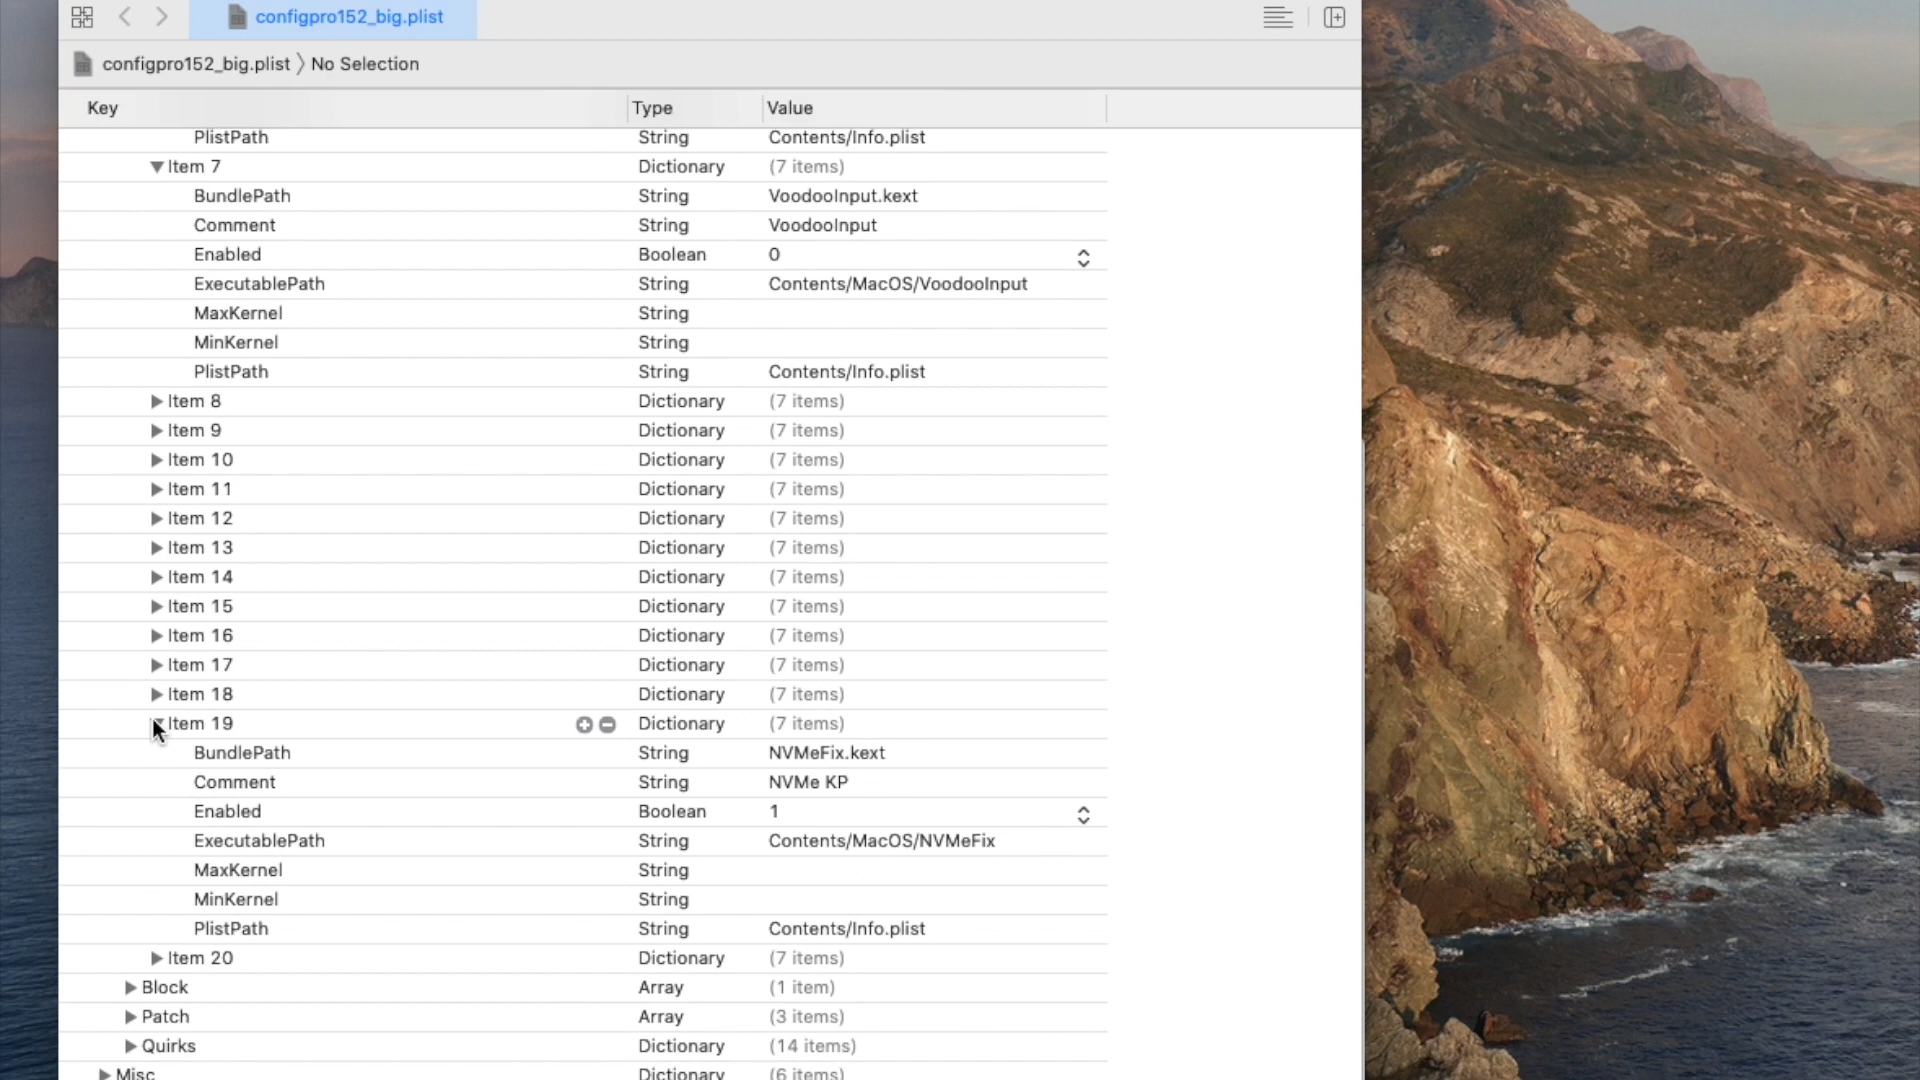 configpro152_big.plist
configpro152_big.plist 〉 No Selection
Key Type Value
PlistPath String Contents/Info.plist
Item 7 Dictionary (7 items)
BundlePath String VoodooInput.kext
Comment String VoodooInput
Enabled Boolean 0
ExecutablePath String Contents/MacOS/VoodooInput
MaxKernel String
MinKernel String
PlistPath String Contents/Info.plist
Item 8 Dictionary (7 items)
Item 9 Dictionary (7 items)
Item 10 Dictionary (7 items)
Item 11 Dictionary (7 items)
Item 12 Dictionary (7 items)
Item 13 Dictionary (7 items)
Item 14 Dictionary (7 items)
Item 15 Dictionary (7 items)
Item 16 Dictionary (7 items)
Item 17 Dictionary (7 items)
Item 18 Dictionary (7 items)
Item 19 Dictionary (7 items)
BundlePath String NVMeFix.kext
Comment String NVMe KP
Enabled Boolean 1
ExecutablePath String Contents/MacOS/NVMeFix
MaxKernel String
MinKernel String
PlistPath String Contents/Info.plist
Item 20 Dictionary (7 items)
Block Array (1 item)
Patch Array (3 items)
Quirks Dictionary (14 items)
Misc Dictionary (6 items)